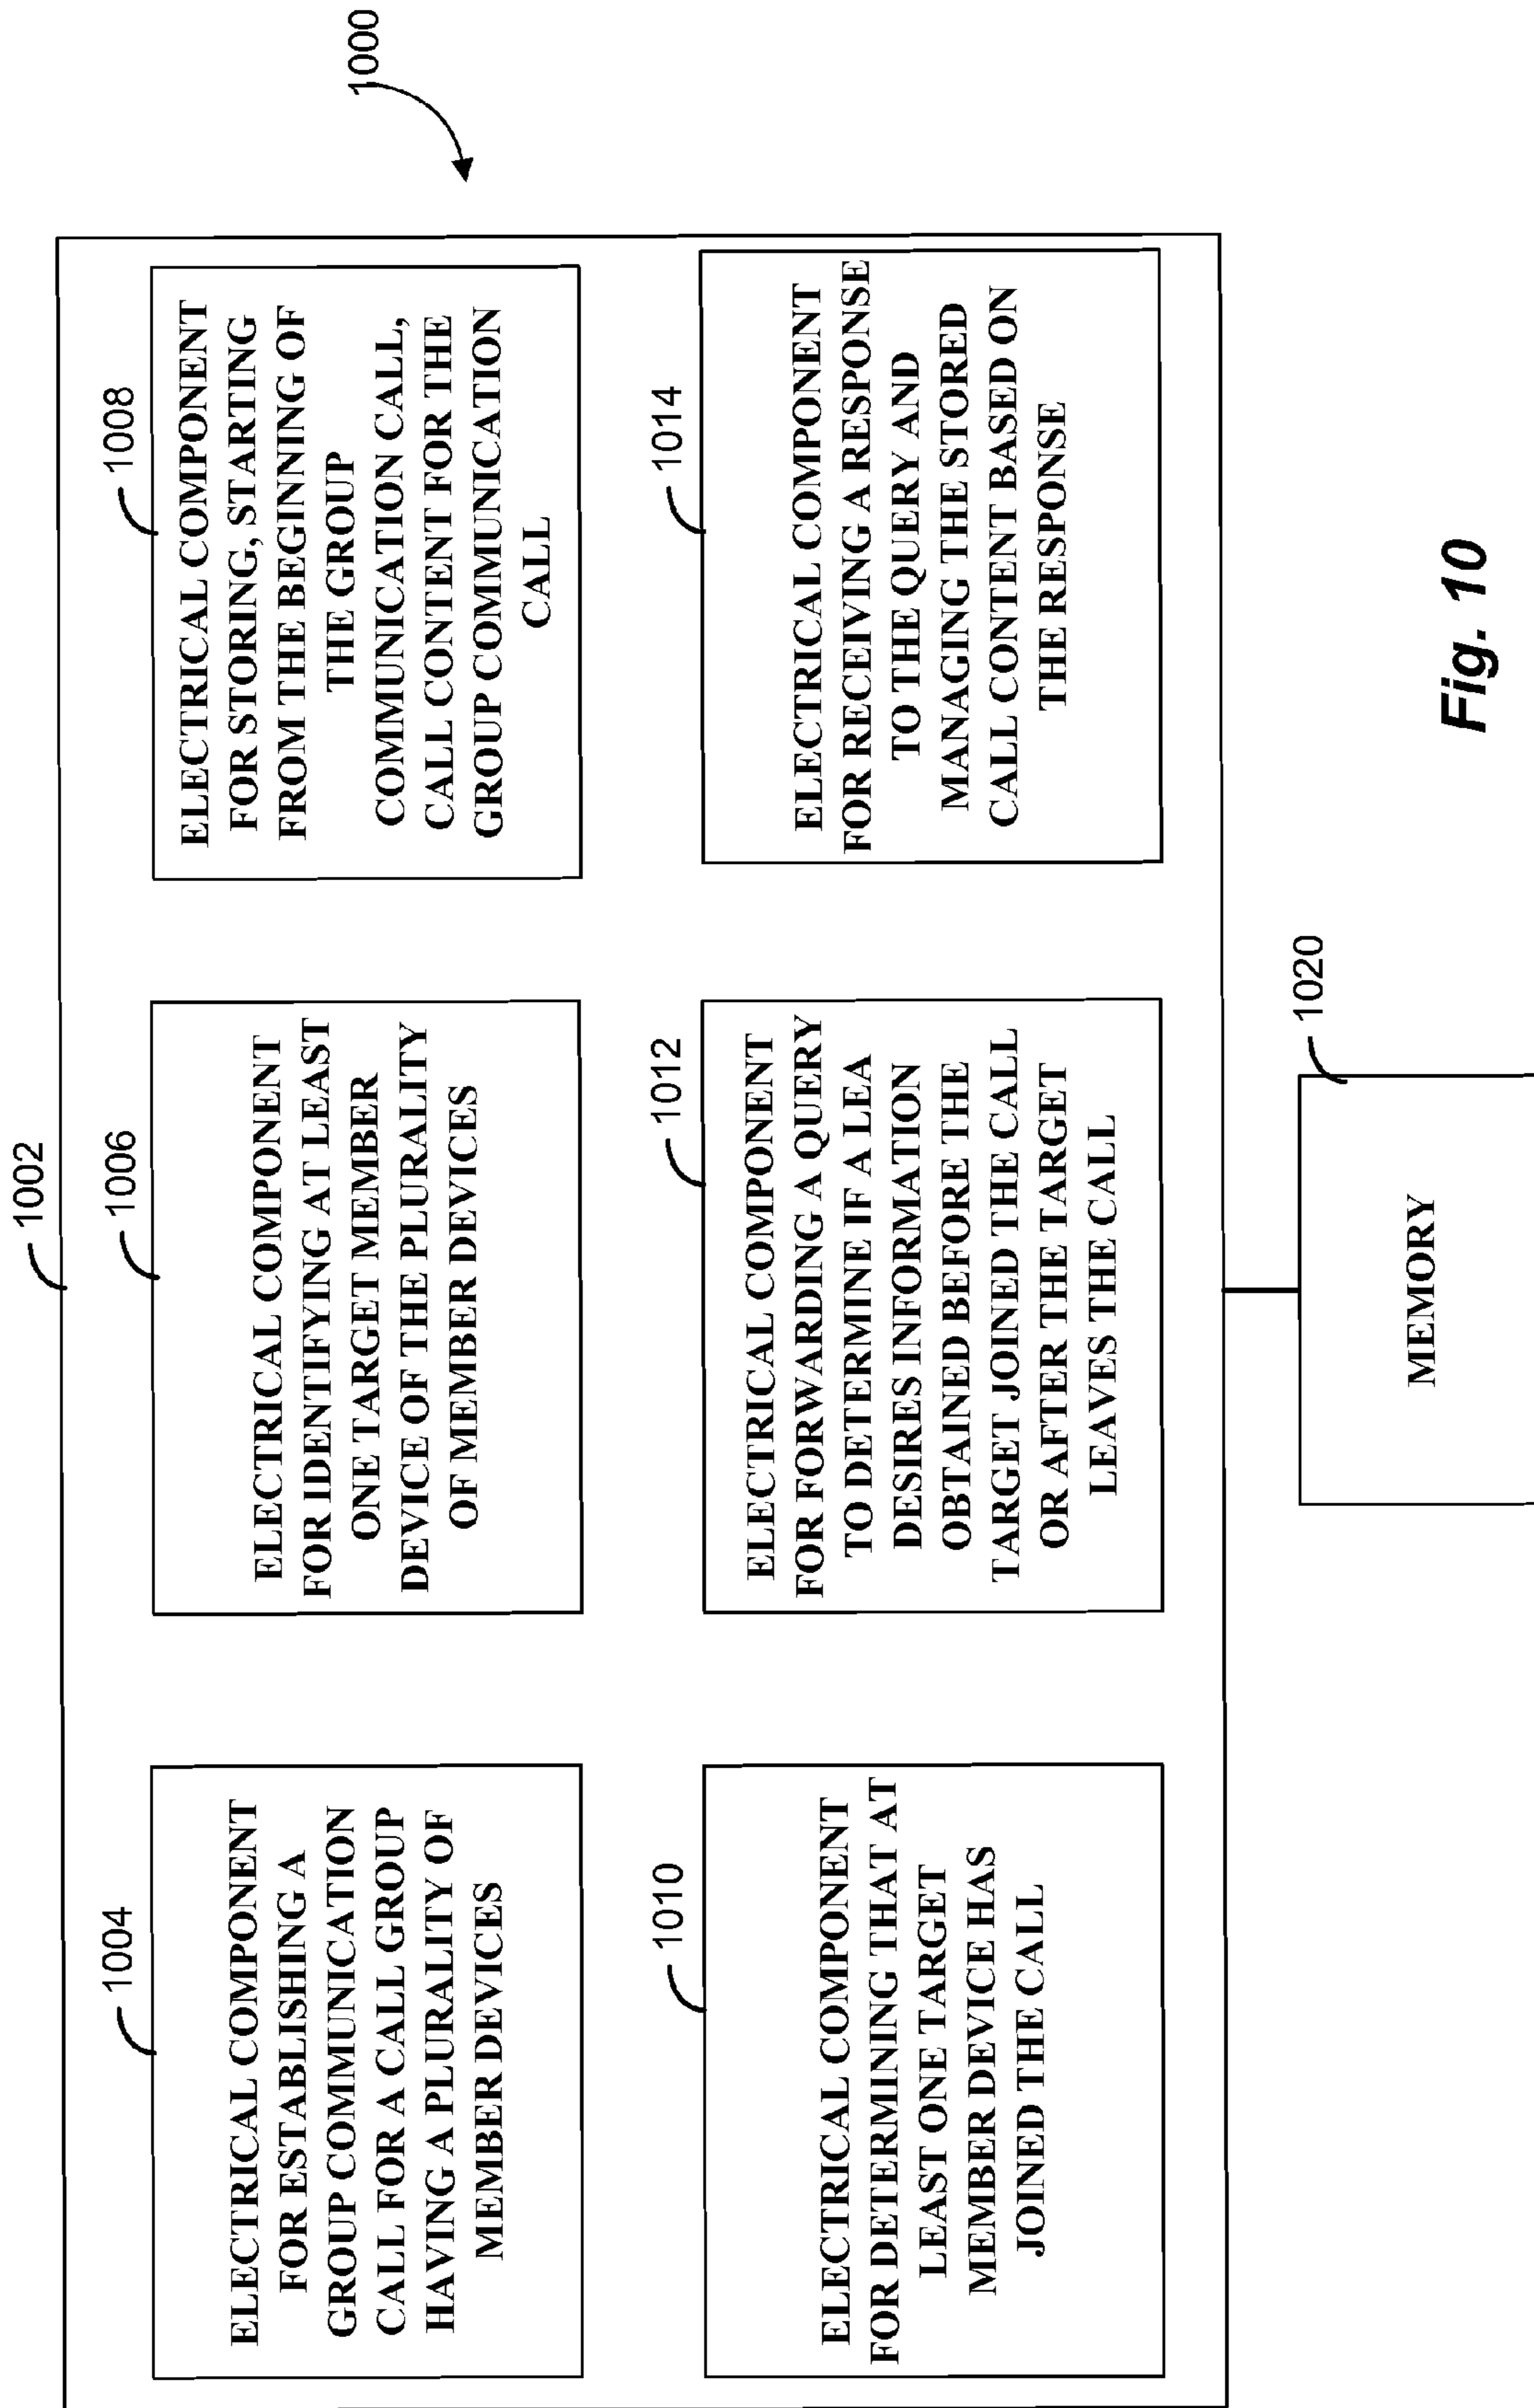 1000
1002
1004
ELECTRICAL COMPONENT
FOR ESTABLISHING A
GROUP COMMUNICATION
CALL FOR A CALL GROUP
HAVING A PLURALITY OF
MEMBER DEVICES
1006
ELECTRICAL COMPONENT
FOR IDENTIFYING AT LEAST
ONE TARGET MEMBER
DEVICE OF THE PLURALITY
OF MEMBER DEVICES
1008
ELECTRICAL COMPONENT
FOR STORING, STARTING
FROM THE BEGINNING OF
THE GROUP
COMMUNICATION CALL,
CALL CONTENT FOR THE
GROUP COMMUNICATION
CALL
1010
ELECTRICAL COMPONENT
FOR DETERMINING THAT AT
LEAST ONE TARGET
MEMBER DEVICE HAS
JOINED THE CALL
1012
ELECTRICAL COMPONENT
FOR FORWARDING A QUERY
TO DETERMINE IF A LEA
DESIRES INFORMATION
OBTAINED BEFORE THE
TARGET JOINED THE CALL
OR AFTER THE TARGET
LEAVES THE CALL
1014
ELECTRICAL COMPONENT
FOR RECEIVING A RESPONSE
TO THE QUERY AND
MANAGING THE STORED
CALL CONTENT BASED ON
THE RESPONSE
1020
MEMORY
Fig. 10